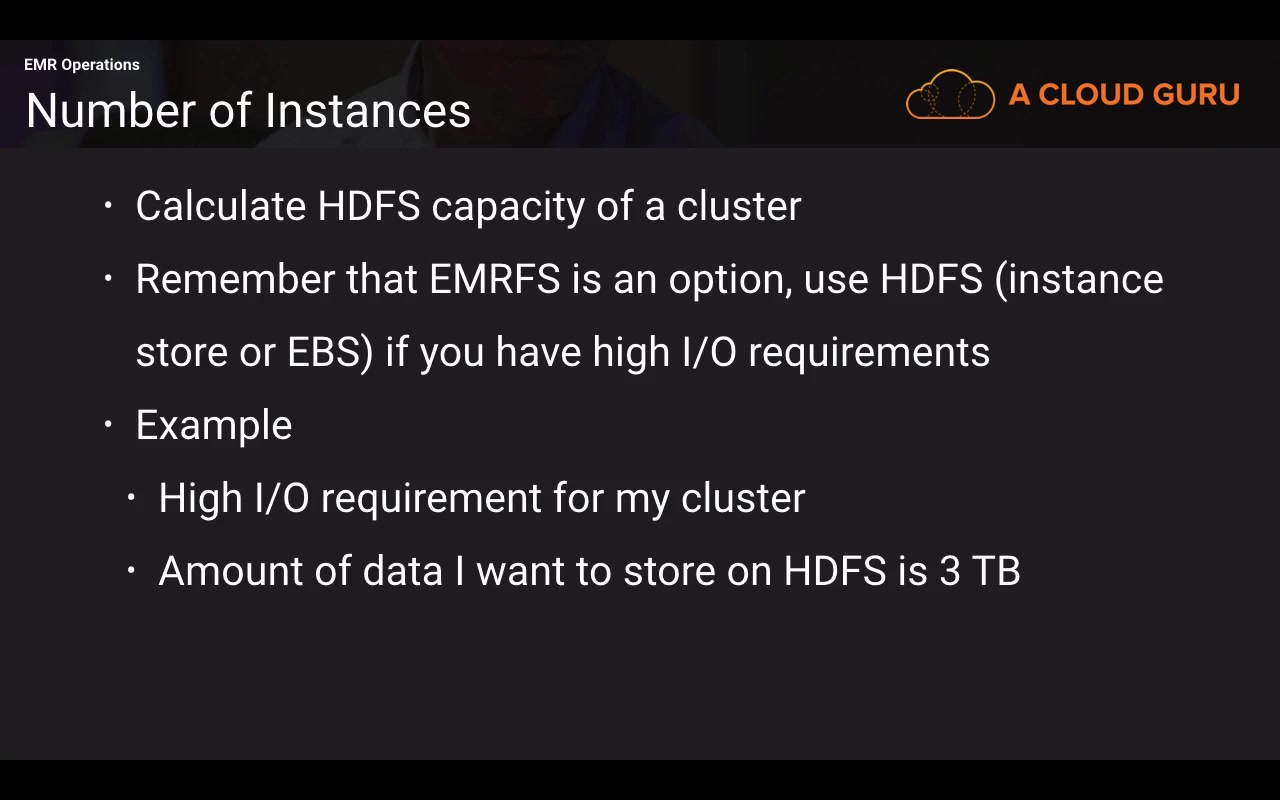 EMR Operations
Number of Instances
A CLOUD GURU
• Calculate HDFS capacity of a cluster
• Remember that EMRFS is an option, use HDFS (instance
store or EBS) if you have high I/O requirements
• Example
• High I/O requirement for my cluster
• Amount of data I want to store on HDFS is 3 TB